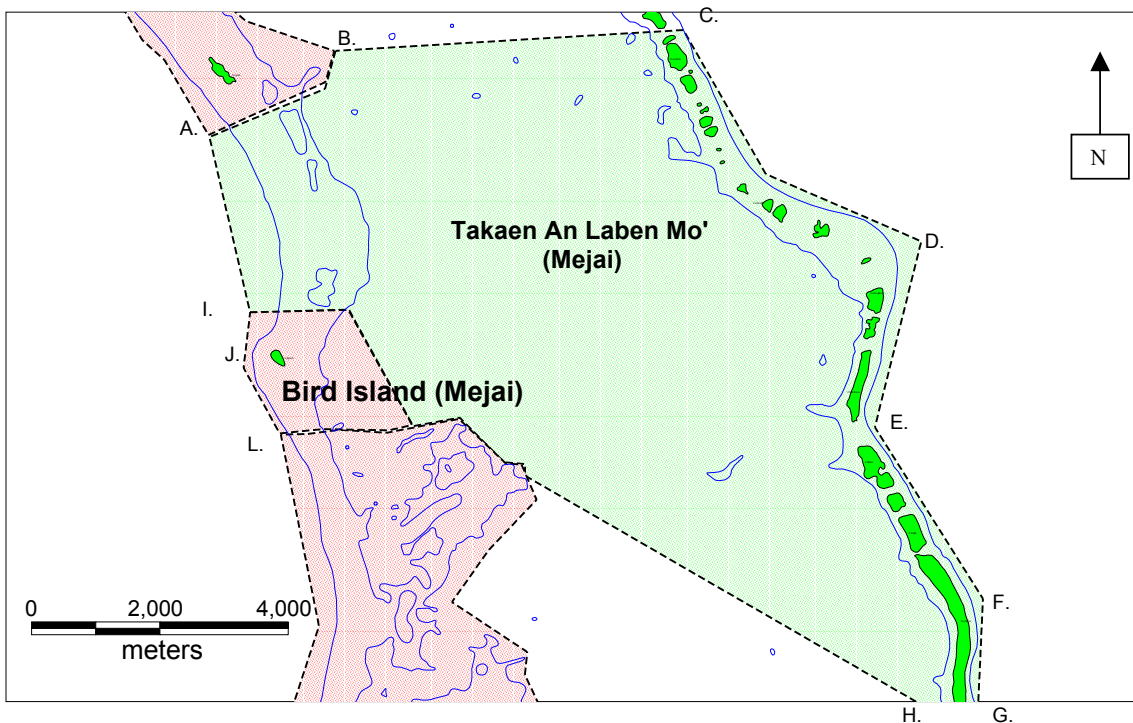 C.
B.
N
A.
Takaen An Laben Mo'
(Mejai)
D.
I.
J.
Bird Island (Mejai)
E.
L.
0 2,000 4,000
meters
F.
H.
G.